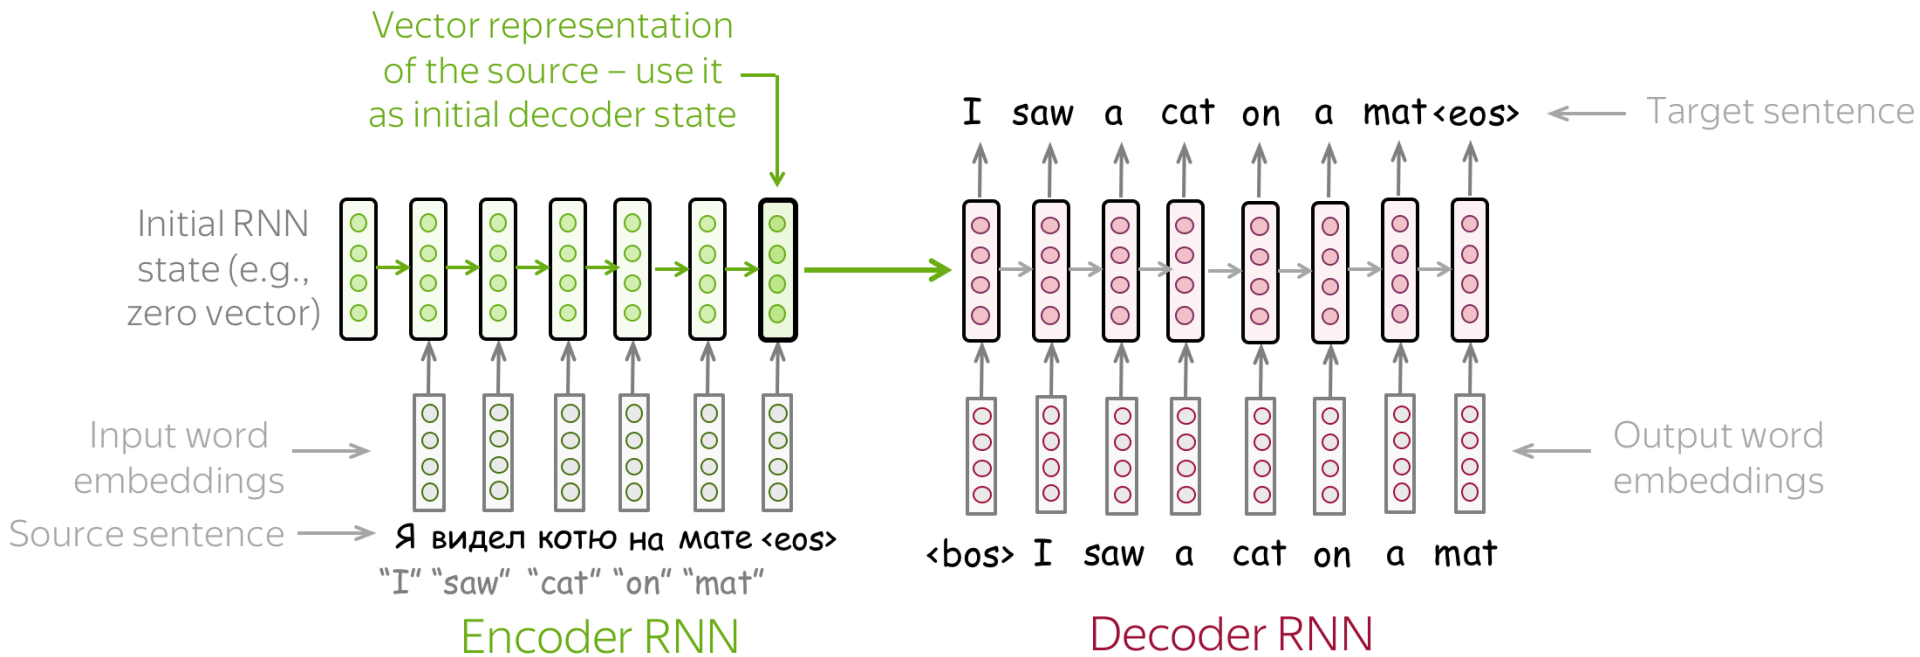 Vector representation
of the source – use it
as initial decoder state
I saw a cat on a mat <eos>
Target sentence
Initial RNN
state (e.g.,
zero vector)
Input word
embeddings
Output word
embeddings
Source sentence
Я видел котю на мате <eos>
"I" "saw" "cat" "on" "mat"
<bos> I saw a cat on a mat
Encoder RNN
Decoder RNN